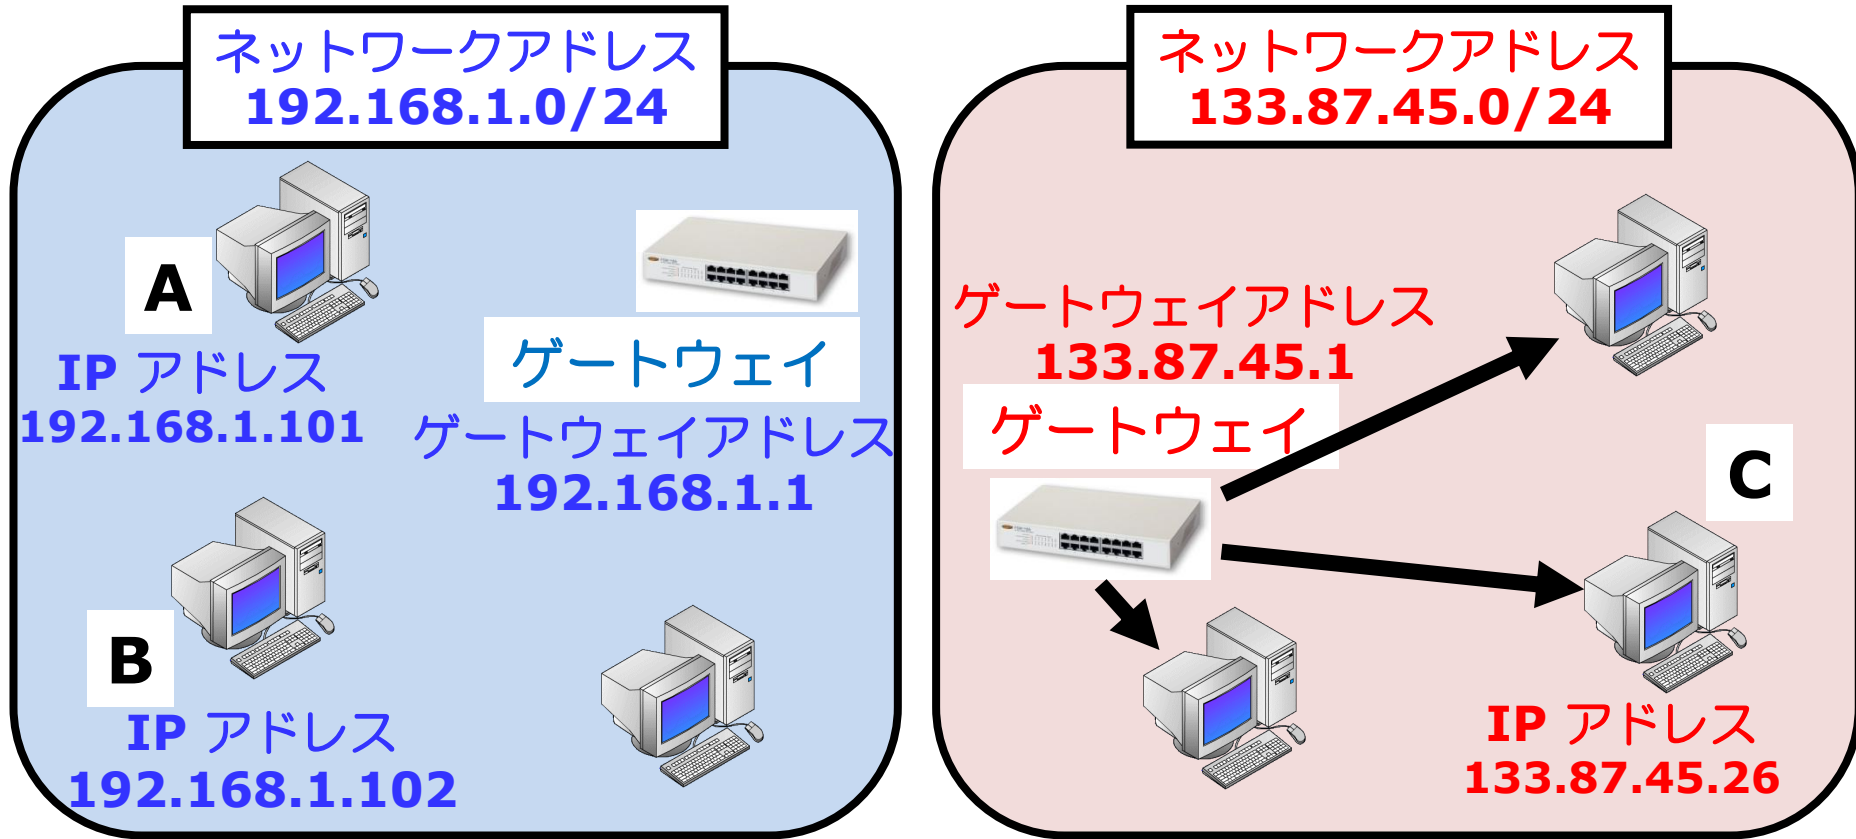 ネットワークアドレス
192.168.1.0/24
A
IP アドレス
192.168.1.101
ゲートウェイ
ゲートウェイアドレス
192.168.1.1
B
IP アドレス
192.168.1.102
ネットワークアドレス
133.87.45.0/24
ゲートウェイアドレス
133.87.45.1
ゲートウェイ
C
IP アドレス
133.87.45.26